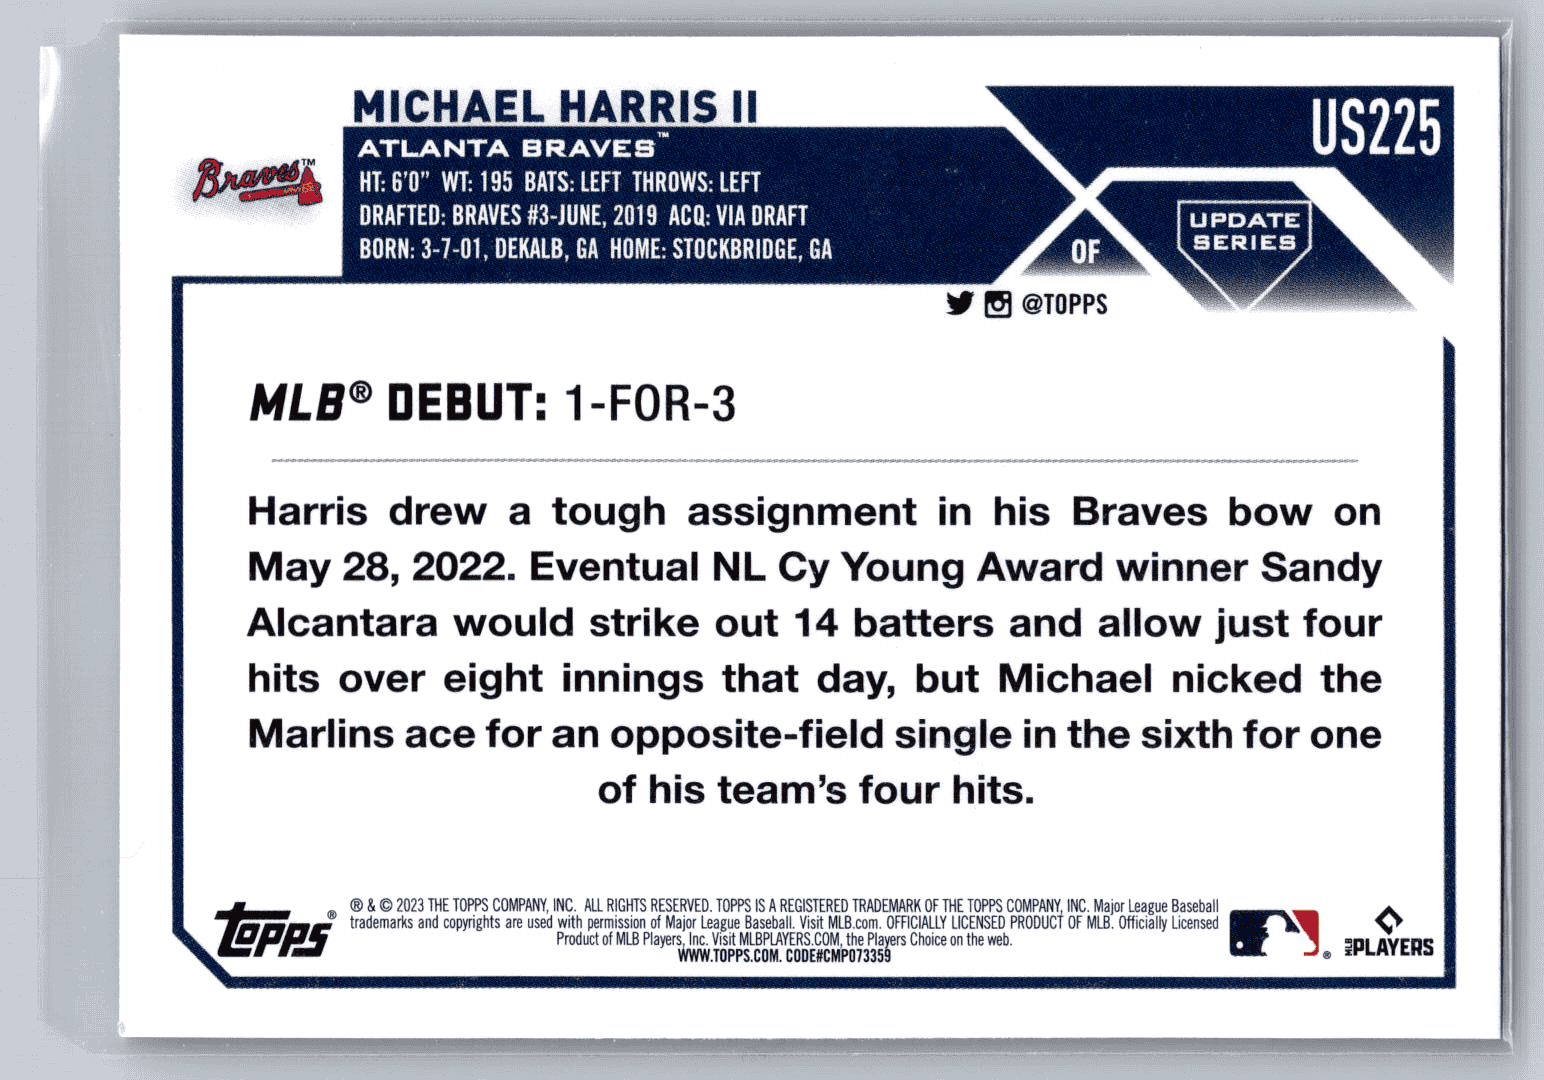 MICHAEL HARRIS II
US225
ATLANTA BRAVES™
Braves™
HT: 6'0" WT: 195 BATS: LEFT THROWS: LEFT
DRAFTED: BRAVES #3-JUNE, 2019 ACQ: VIA DRAFT
BORN: 3-7-01, DEKALB, GA HOME: STOCKBRIDGE, GA
OF
UPDATE
SERIES
@TOPPS
MLB® DEBUT: 1-FOR-3
Harris drew a tough assignment in his Braves bow on
May 28, 2022. Eventual NL Cy Young Award winner Sandy
Alcantara would strike out 14 batters and allow just four
hits over eight innings that day, but Michael nicked the
Marlins ace for an opposite-field single in the sixth for one
of his team's four hits.
Topps®
® & © 2023 THE TOPPS COMPANY, INC. ALL RIGHTS RESERVED. TOPPS IS A REGISTERED TRADEMARK OF THE TOPPS COMPANY, INC. Major League Baseball
trademarks and copyrights are used with permission of Major League Baseball. Visit MLB.com. OFFICIALLY LICENSED PRODUCT OF MLB. Officially Licensed
Product of MLB Players, Inc. Visit MLBPLAYERS.COM, the Players Choice on the web.
WWW.TOPPS.COM. CODE#CMP073359
®
MLB PLAYERS